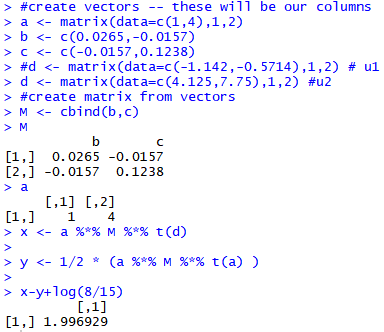 > #create vectors -- these will be our columns
> a <- matrix(data=c(1,4),1,2)
> b <- c(0.0265,-0.0157)
> c <- c(-0.0157,0.1238)
> #d <- matrix(data=c(-1.142,-0.5714),1,2) # u1
> d <- matrix(data=c(4.125,7.75),1,2) #u2
> #create matrix from vectors
> M <- cbind(b,c)
> M
           b       c
[1,]  0.0265 -0.0157
[2,] -0.0157  0.1238
> a
     [,1] [,2]
[1,]    1    4
> x <- a %*% M %*% t(d)
>
> y <- 1/2 * (a %*% M %*% t(a) )
>
> x-y+log(8/15)
         [,1]
[1,] 1.996929